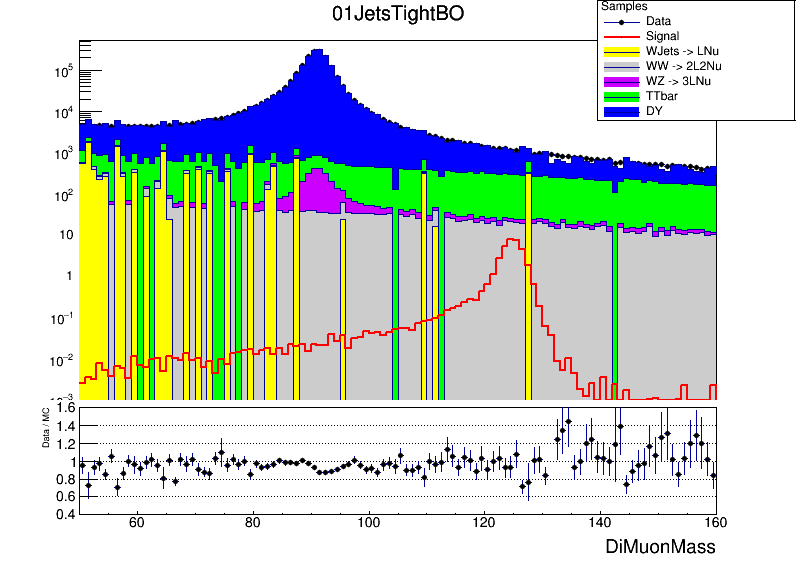 01JetsTightBO
Samples
Data
Signal
WJets -> LNu
WW -> 2L2Nu
WZ -> 3LNu
TTbar
DY
10^5
10^4
10^3
10^2
10
1
10^-1
10^-2
10^-3
Data / MC
1.6
1.4
1.2
1
0.8
0.6
0.4
60 80 100 120 140 160
DiMuonMass